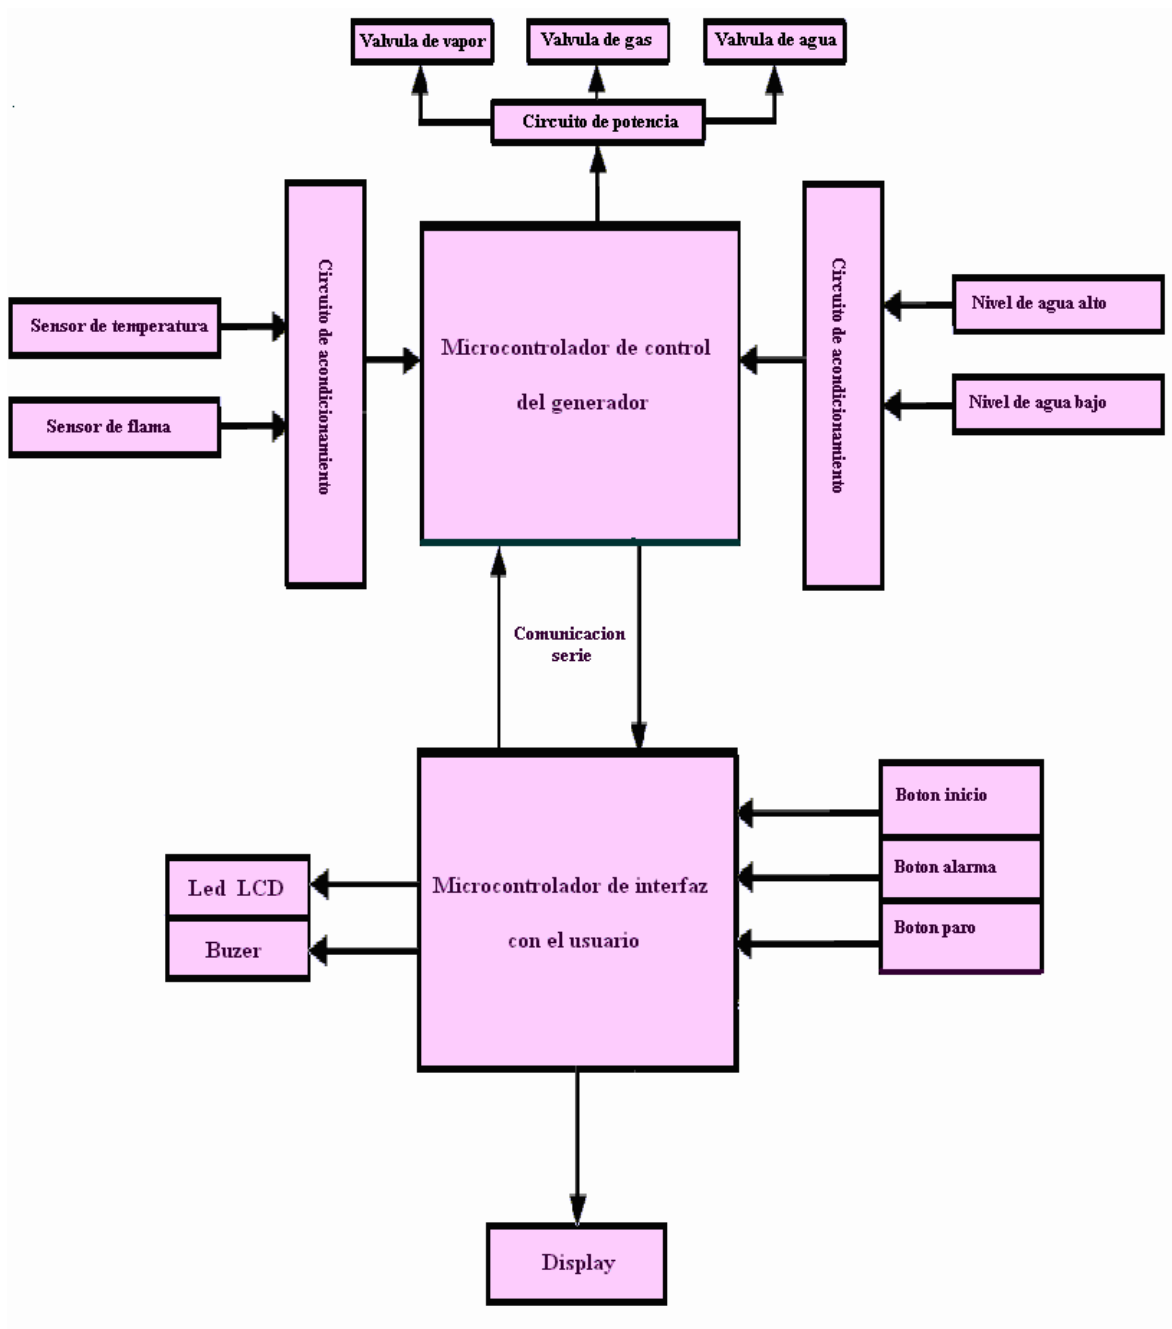 Valvula de vapor
Valvula de gas
Valvula de agua
Circuito de potencia
Circuito de acondicionamiento
Circuito de acondicionamiento
Sensor de temperatura
Sensor de flama
Microcontrolador de control
del generador
Nivel de agua alto
Nivel de agua bajo
Comunicacion
serie
Led LCD
Buzer
Microcontrolador de interfaz
con el usuario
Boton inicio
Boton alarma
Boton paro
Display